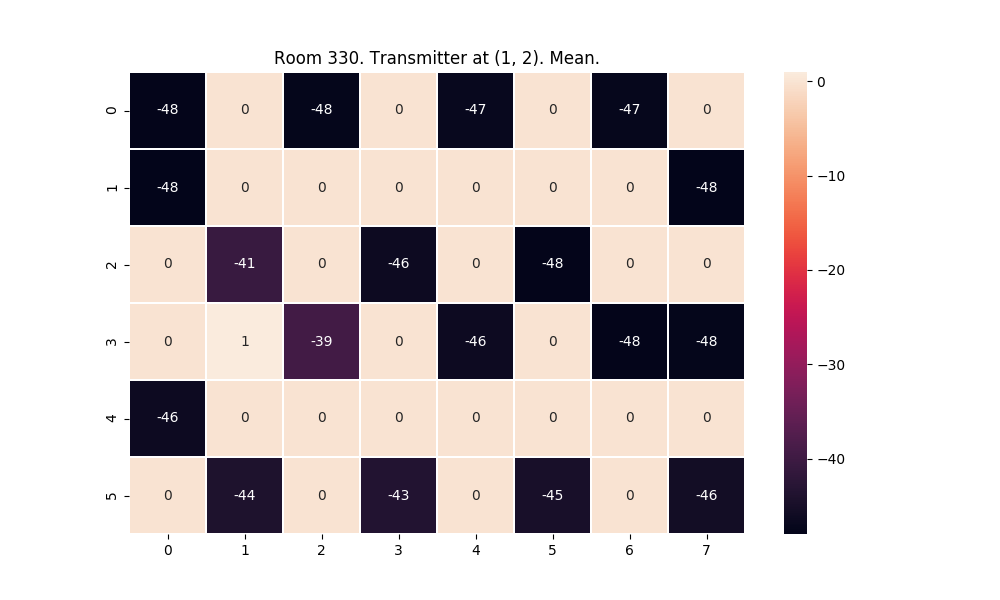 Room 330. Transmitter at (1, 2). Mean.
0 -48 0 -48 0 -47 0 -47 0
1 -48 0 0 0 0 0 0 -48
2 0 -41 0 -46 0 -48 0 0
3 0 1 -39 0 -46 0 -48 -48
4 -46 0 0 0 0 0 0 0
5 0 -44 0 -43 0 -45 0 -46
0 1 2 3 4 5 6 7
0
−10
−20
−30
−40